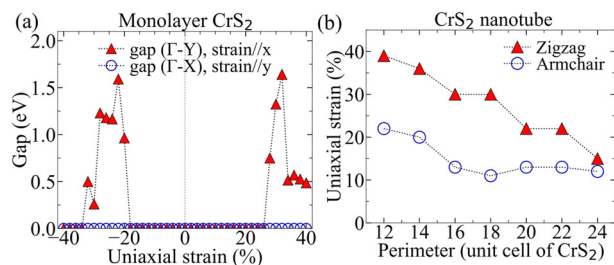 (a) Monolayer CrS₂
gap (Γ-Y), strain//x
gap (Γ-X), strain//y
Gap (eV)
2.0
1.5
1.0
0.5
0.0
-40 -20 0 20 40
Uniaxial strain (%)
(b) CrS₂ nanotube
Zigzag
Armchair
Uniaxial strain (%)
40
30
20
10
0
12 14 16 18 20 22 24
Perimeter (unit cell of CrS₂)